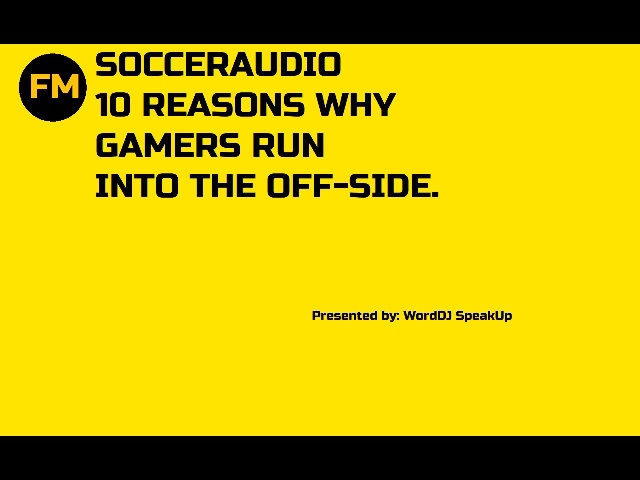 FM
SOCCERAUDIO
10 REASONS WHY
GAMERS RUN
INTO THE OFF-SIDE.
Presented by: WordDJ SpeakUp